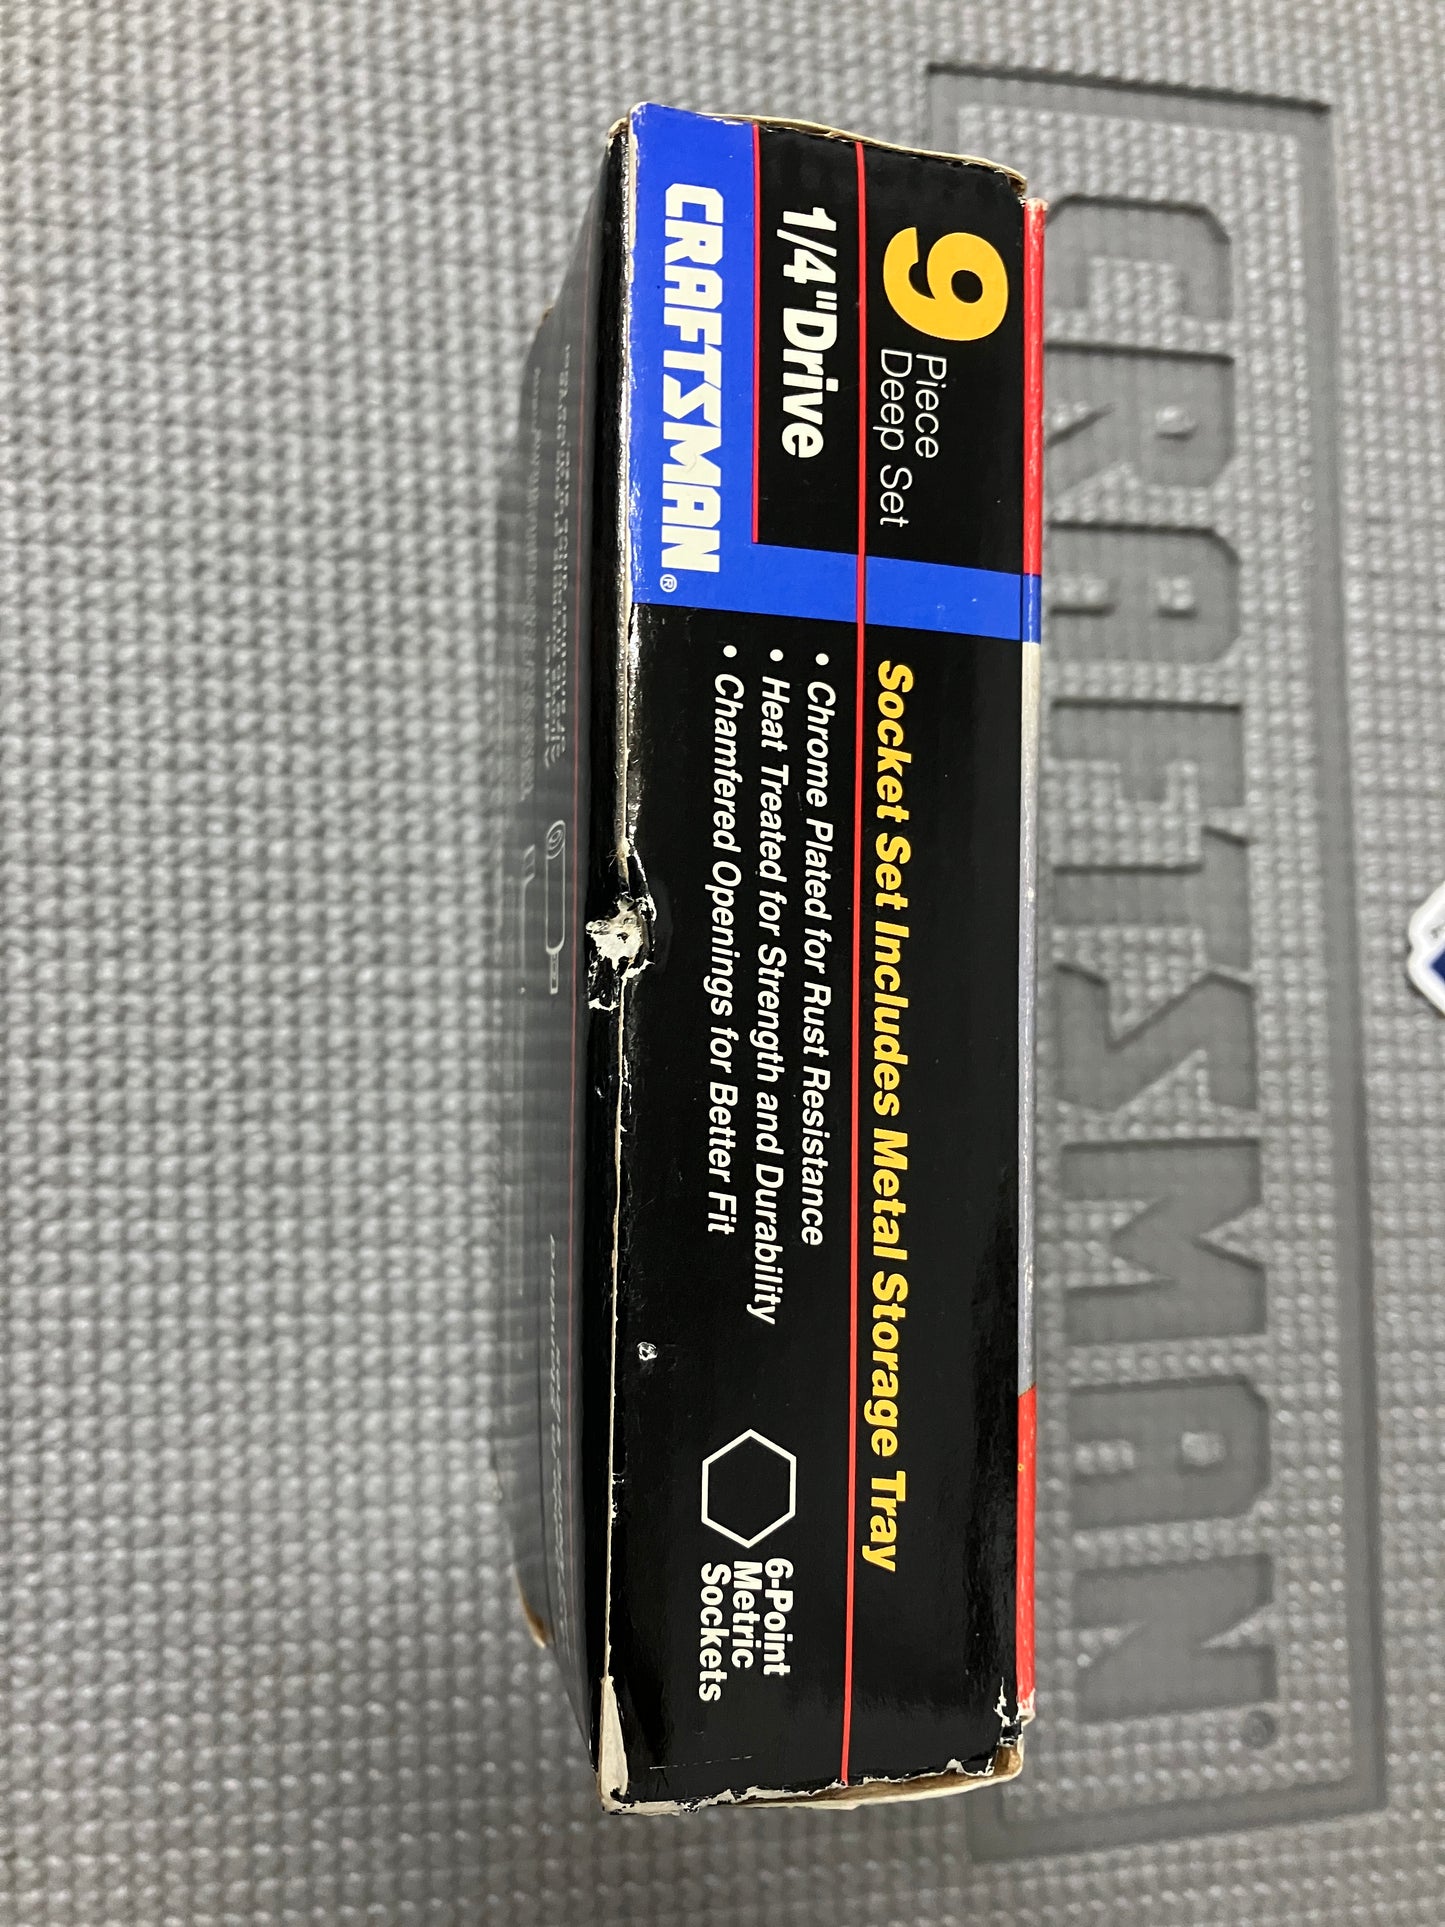 9 Piece
Deep Set
1/4"Drive
CRAFTSMAN®
Socket Set Includes Metal Storage Tray
• Chrome Plated for Rust Resistance
• Heat Treated for Strength and Durability
• Chamfered Openings for Better Fit
6-Point
Metric
Sockets
CRAFTSMAN®